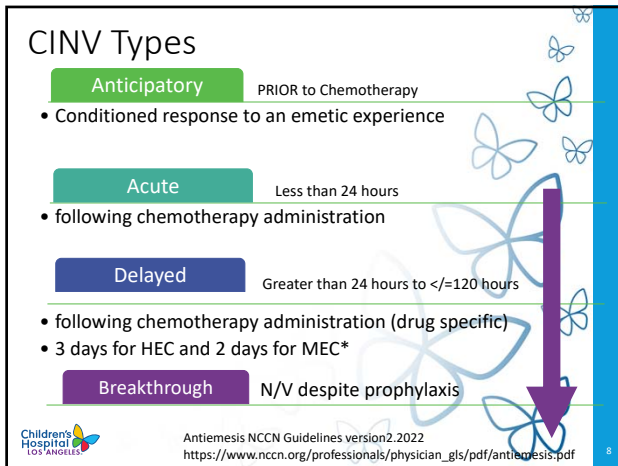 CINV Types
Anticipatory PRIOR to Chemotherapy
• Conditioned response to an emetic experience
Acute Less than 24 hours
• following chemotherapy administration
Delayed Greater than 24 hours to </=120 hours
• following chemotherapy administration (drug specific)
• 3 days for HEC and 2 days for MEC*
Breakthrough N/V despite prophylaxis
Children's
Hospital
LOS ANGELES.
Antiemesis NCCN Guidelines version2.2022
https://www.nccn.org/professionals/physician_gls/pdf/antiemesis.pdf
8